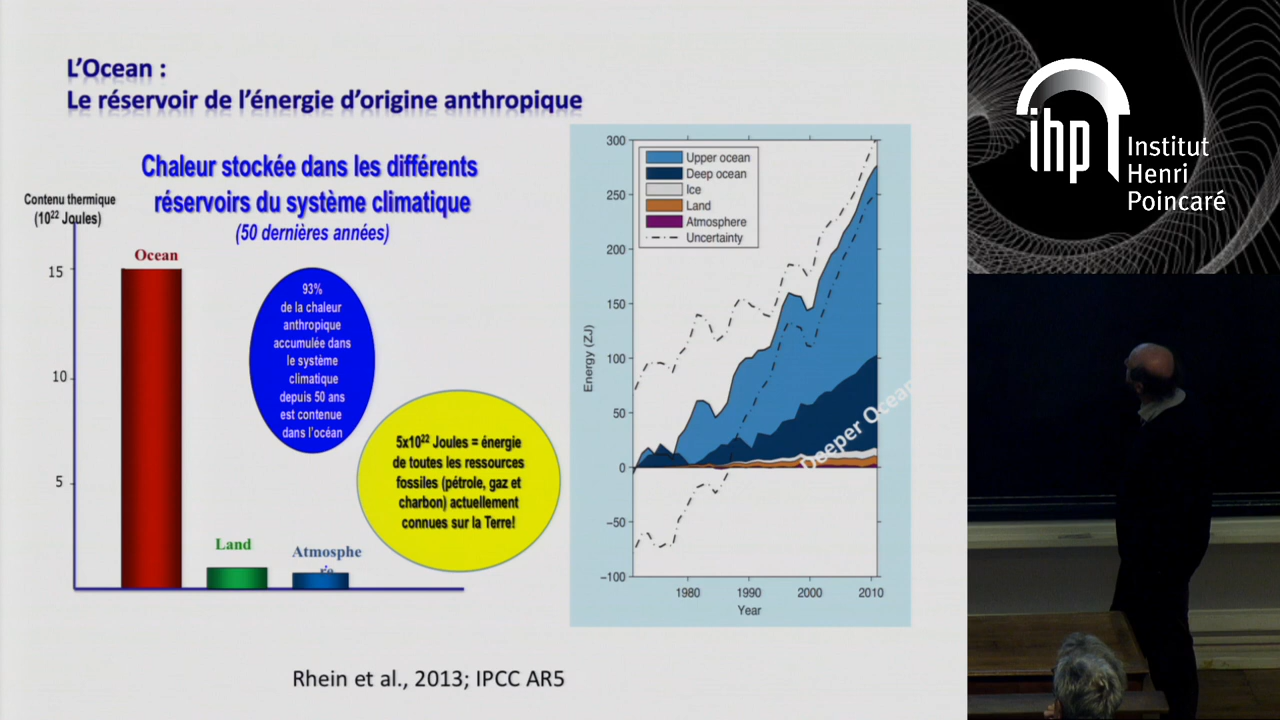 L'Ocean :
Le réservoir de l'énergie d'origine anthropique
Chaleur stockée dans les différents
réservoirs du système climatique
(50 dernières années)
Contenu thermique
(10²² Joules)
15
10
5
Ocean
Land
Atmosphe
re
93%
de la chaleur
anthropique
accumulée dans
le système
climatique
depuis 50 ans
est contenue
dans l'océan
5x10²² Joules = énergie
de toutes les ressources
fossiles (pétrole, gaz et
charbon) actuellement
connues sur la Terre!
300
250
200
150
100
50
0
−50
−100
Energy (ZJ)
Upper ocean
Deep ocean
Ice
Land
Atmosphere
Uncertainty
Deeper Ocean
1980
1990
2000
2010
Year
Rhein et al., 2013; IPCC AR5
ihp
Institut
Henri
Poincaré